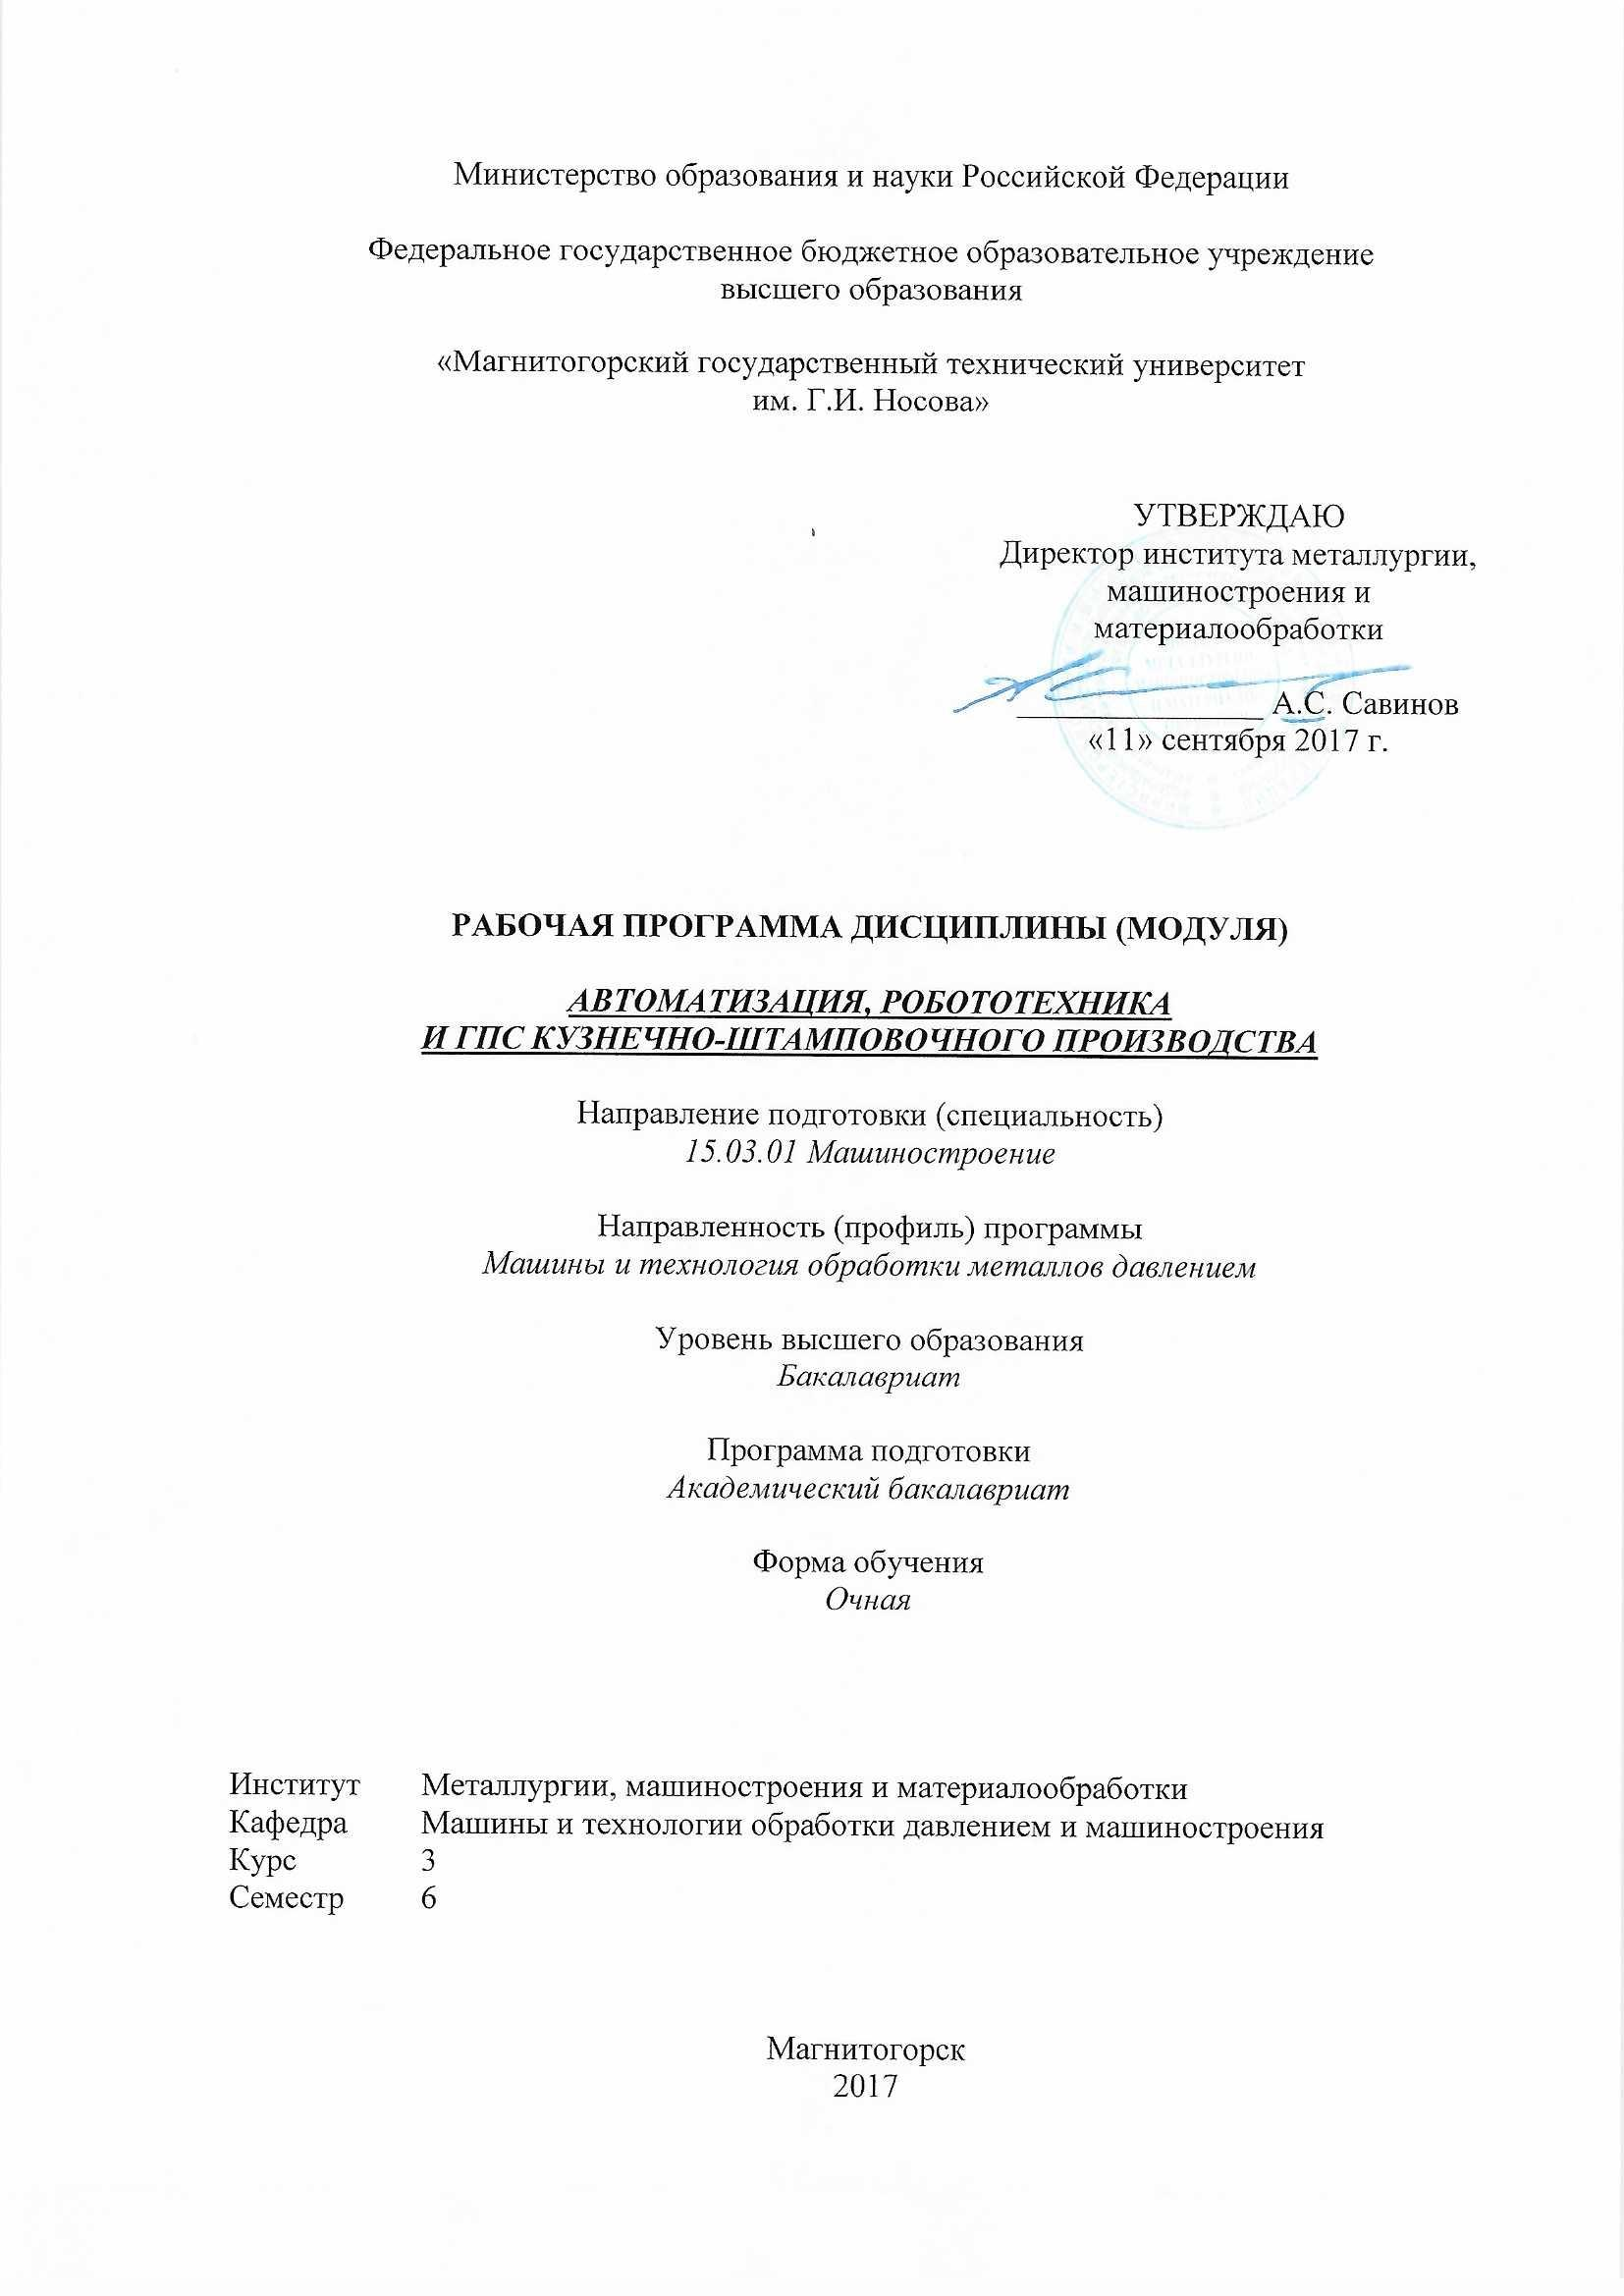 Министерство образования и науки Российской Федерации
Федеральное государственное бюджетное образовательное учреждение
высшего образования
«Магнитогорский государственный технический университет
им. Г.И. Носова»
УТВЕРЖДАЮ
Директор института металлургии,
машиностроения и
материалообработки
_______________ А.С. Савинов
«11» сентября 2017 г.
РАБОЧАЯ ПРОГРАММА ДИСЦИПЛИНЫ (МОДУЛЯ)
АВТОМАТИЗАЦИЯ, РОБОТОТЕХНИКА
И ГПС КУЗНЕЧНО-ШТАМПОВОЧНОГО ПРОИЗВОДСТВА
Направление подготовки (специальность)
15.03.01 Машиностроение
Направленность (профиль) программы
Машины и технология обработки металлов давлением
Уровень высшего образования
Бакалавриат
Программа подготовки
Академический бакалавриат
Форма обучения
Очная
Институт Металлургии, машиностроения и материалообработки
Кафедра Машины и технологии обработки давлением и машиностроения
Курс 3
Семестр 6
Магнитогорск
2017